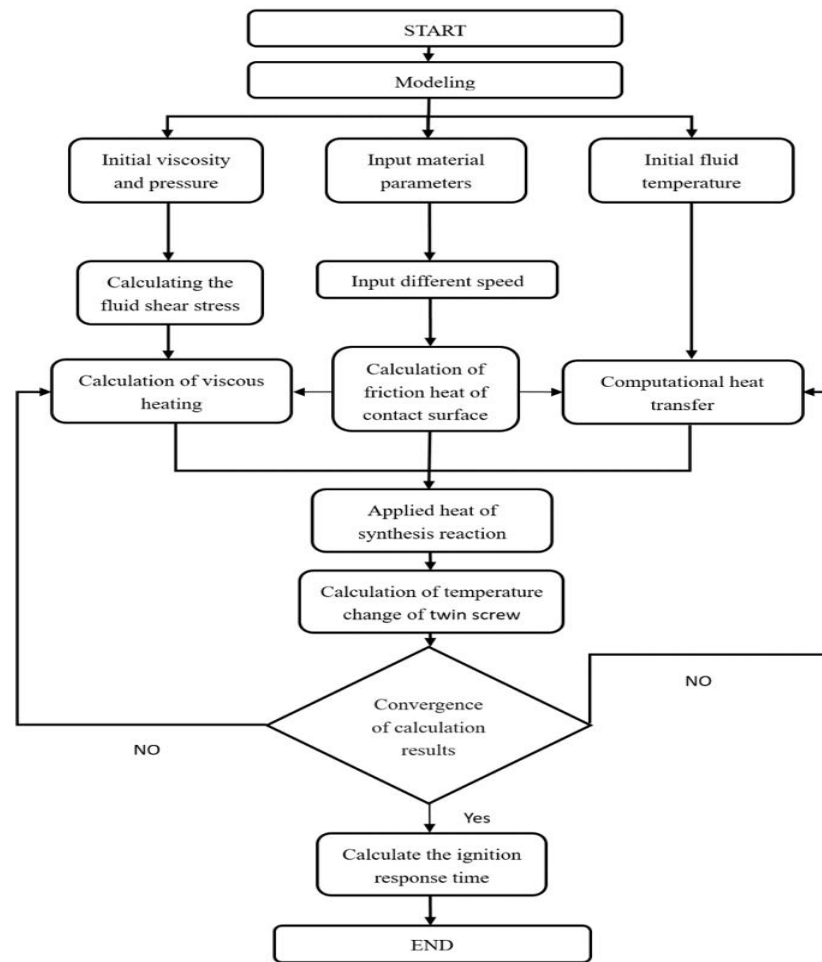 START
Modeling
Initial viscosity
and pressure
Input material
parameters
Initial fluid
temperature
Calculating the
fluid shear stress
Input different speed
Calculation of viscous
heating
Calculation of
friction heat of
contact surface
Computational heat
transfer
Applied heat of
synthesis reaction
Calculation of temperature
change of twin screw
Convergence
of calculation
results
NO
NO
Yes
Calculate the ignition
response time
END